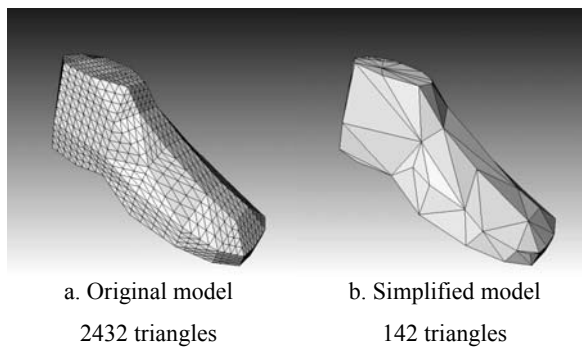 a. Original model
b. Simplified model
2432 triangles
142 triangles